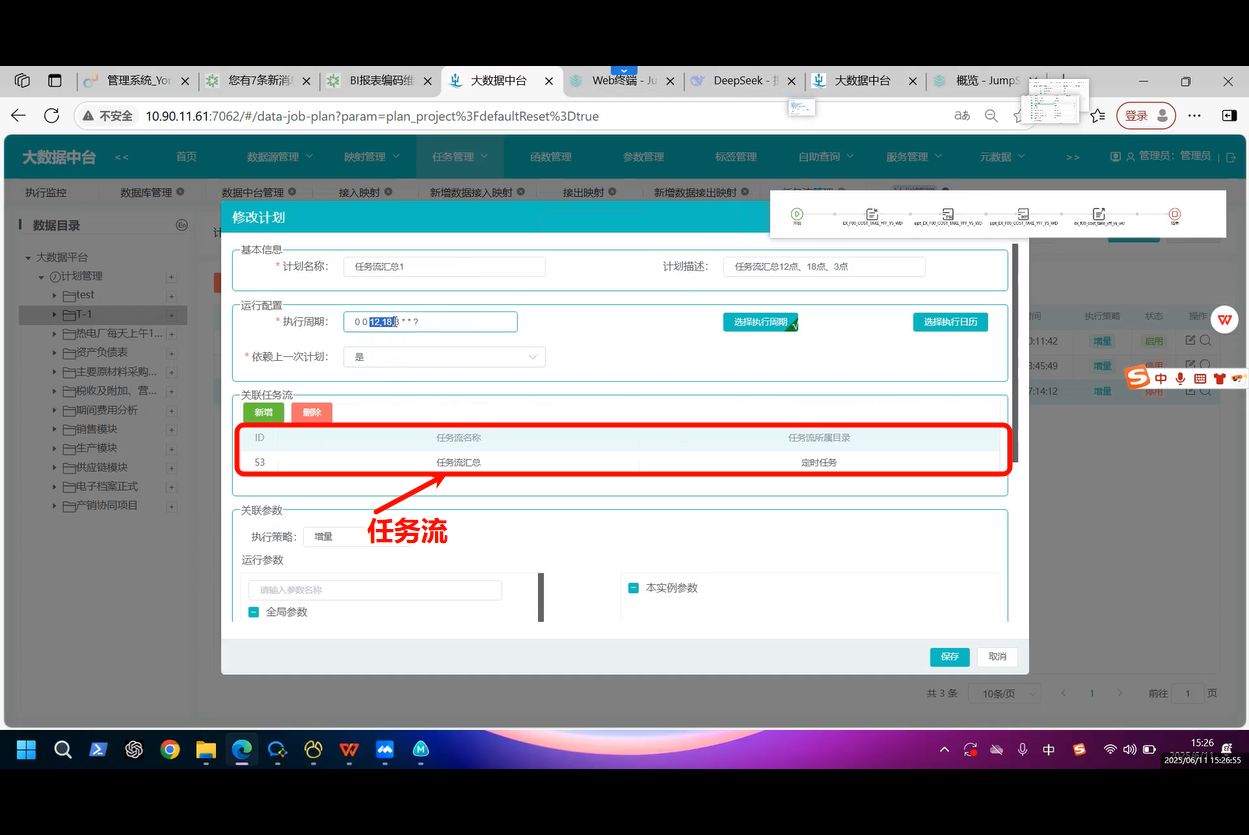 管理系统_Yon
您有7条新消息
BI报表编码维
大数据中台
Web终端 - Ju
DeepSeek - 探
大数据中台
概览 - JumpS
不安全
10.90.11.61:7062/#/data-job-plan?param=plan_project%3FdefaultReset%3Dtrue
登录
大数据中台
<<
首页
数据源管理
映射管理
任务管理
函数管理
参数管理
标签管理
自助查询
服务管理
元数据
>>
管理员：管理员
执行监控
数据库管理
数据中台管理
接入映射
新增数据接入映射
接出映射
新增数据接出映射
数据目录
大数据平台
计划管理
test
T-1
热电厂每天上午1...
资产负债表
主要原材料采购...
税收及附加、营...
期间费用分析
销售模块
生产模块
供应链模块
电子档案正式
产销协同项目
修改计划
基本信息
* 计划名称：
任务流汇总1
计划描述：
任务流汇总12点、18点、3点
运行配置
* 执行周期：
0 0 12,18,3 * * ?
选择执行周期
选择执行日历
* 依赖上一次计划：
是
关联任务流
新增
删除
ID
任务流名称
任务流所属目录
53
任务流汇总
定时任务
任务流
关联参数
执行策略：
增量
运行参数
请输入参数名称
全局参数
本实例参数
保存
取消
执行策略
状态
操作
0:11:42
增量
启用
3:45:49
增量
停用
7:14:12
增量
停用
共 3 条
10条/页
1
前往
1
页
中
中
15:26
2025/06/11 15:26:55